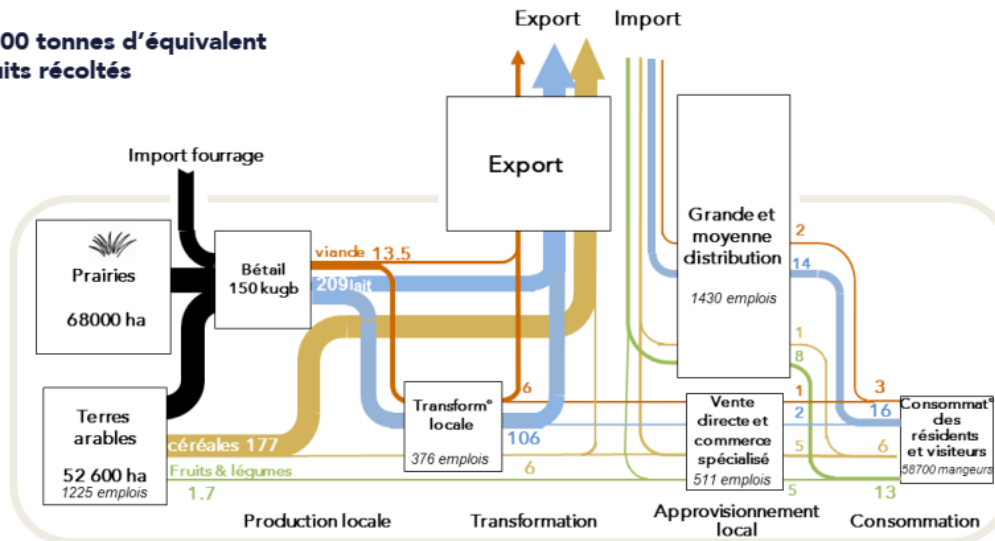 Export Import
00 tonnes d'équivalent
uits récoltés
Import fourrage
Export
Prairies
68000 ha
Bétail
150 kugb
viande 13.5
209 lait
Grande et
moyenne
distribution
1430 emplois
2
14
1
8
Terres
arables
52 600 ha
1225 emplois
céréales 177
Fruits & légumes
1.7
Transform°
locale
376 emplois
6
106
6
Vente
directe et
commerce
spécialisé
511 emplois
1
2
5
5
3
16
6
13
Consommat°
des
résidents
et visiteurs
58700 mangeurs
Production locale
Transformation
Approvisionnement
local
Consommation